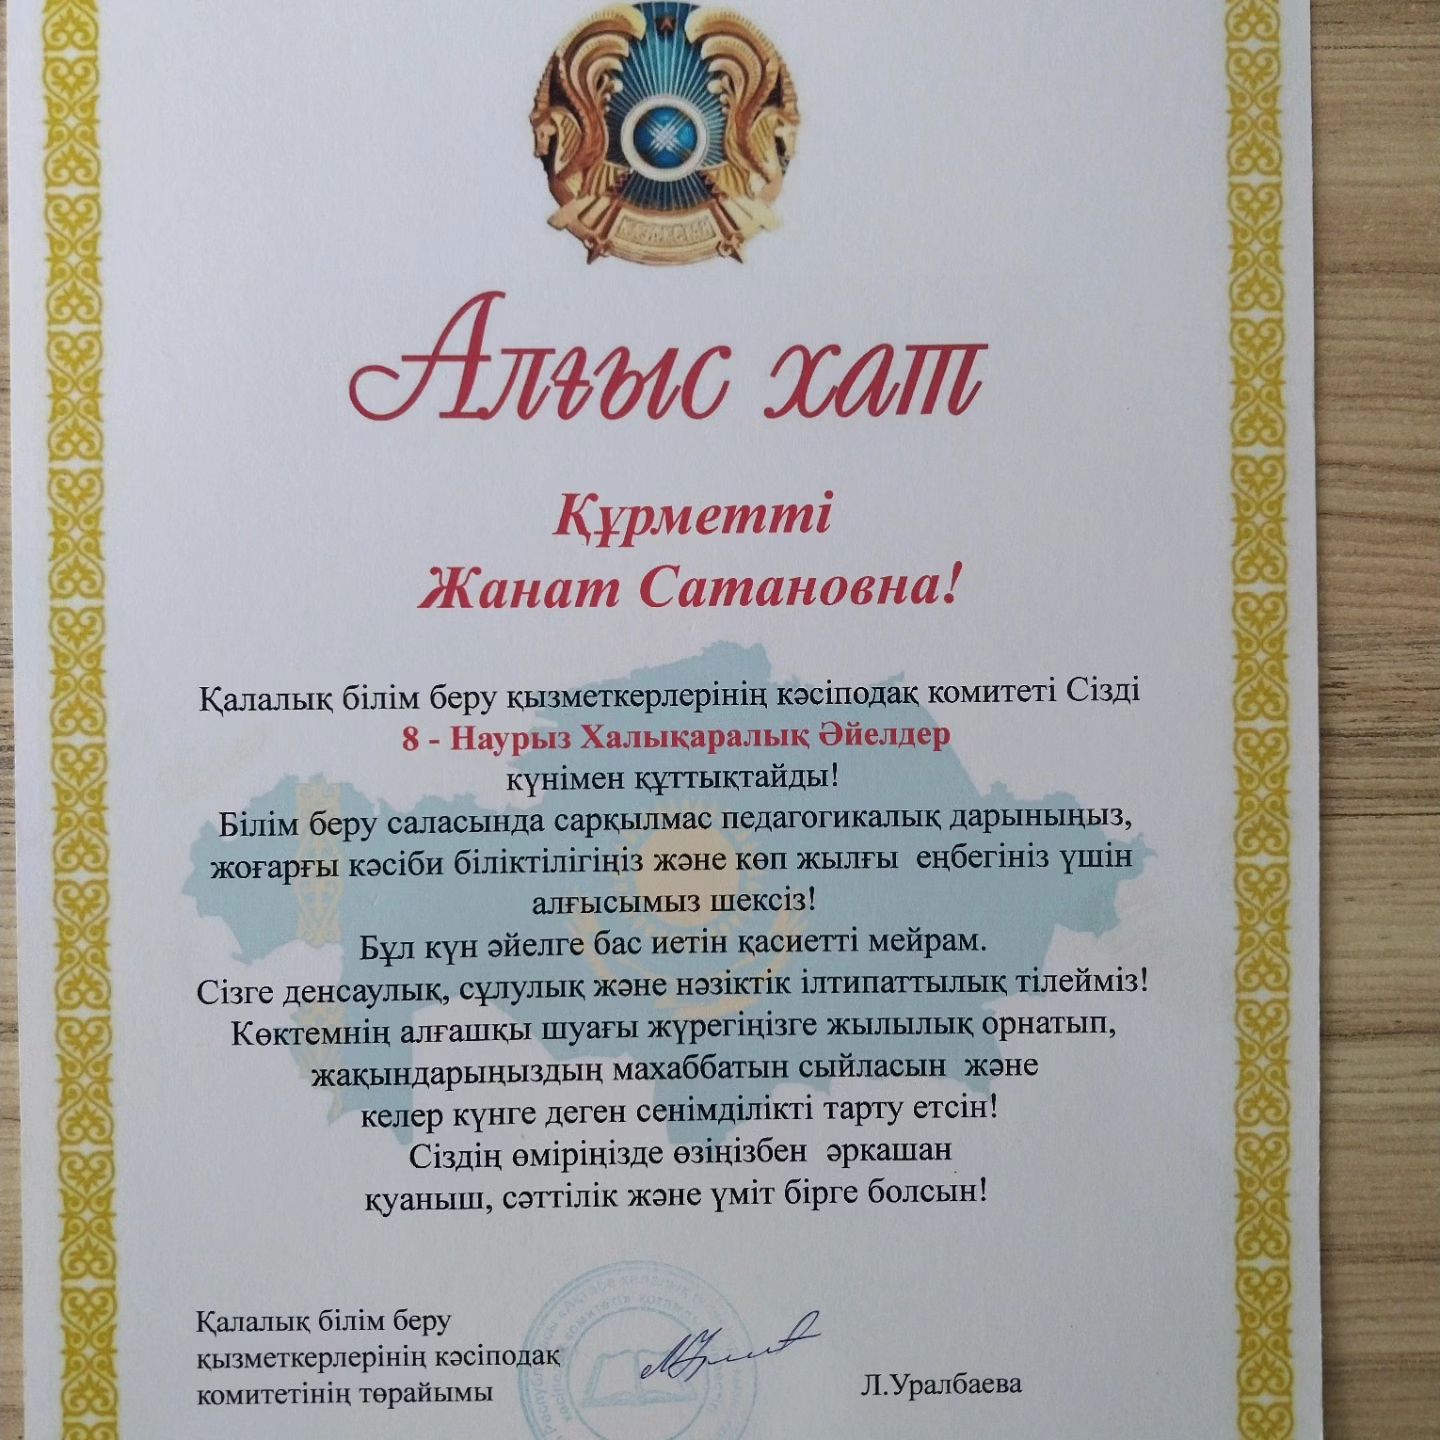 Алғыс хат
Құрметті
Жанат Сатановна!
Қалалық білім беру қызметкерлерінің кәсіподақ комитеті Сізді
8 - Наурыз Халықаралық Әйелдер
күнімен құттықтайды!
Білім беру саласында сарқылмас педагогикалық дарыныңыз,
жоғарғы кәсіби біліктілігіңіз және көп жылғы еңбегініз үшін
алғысымыз шексіз!
Бұл күн әйелге бас иетін қасиетті мейрам.
Сізге денсаулық, сұлулық және нәзіктік ілтипаттылық тілейміз!
Көктемнің алғашқы шуағы жүрегіңізге жылылық орнатып,
жақындарыңыздың махаббатын сыйласын және
келер күнге деген сенімділікті тарту етсін!
Сіздің өміріңізде өзіңізбен әркашан
қуаныш, сәттілік және үміт бірге болсын!
Қалалық білім беру
қызметкерлерінің кәсіподақ
комитетінің төрайымы
Л.Уралбаева